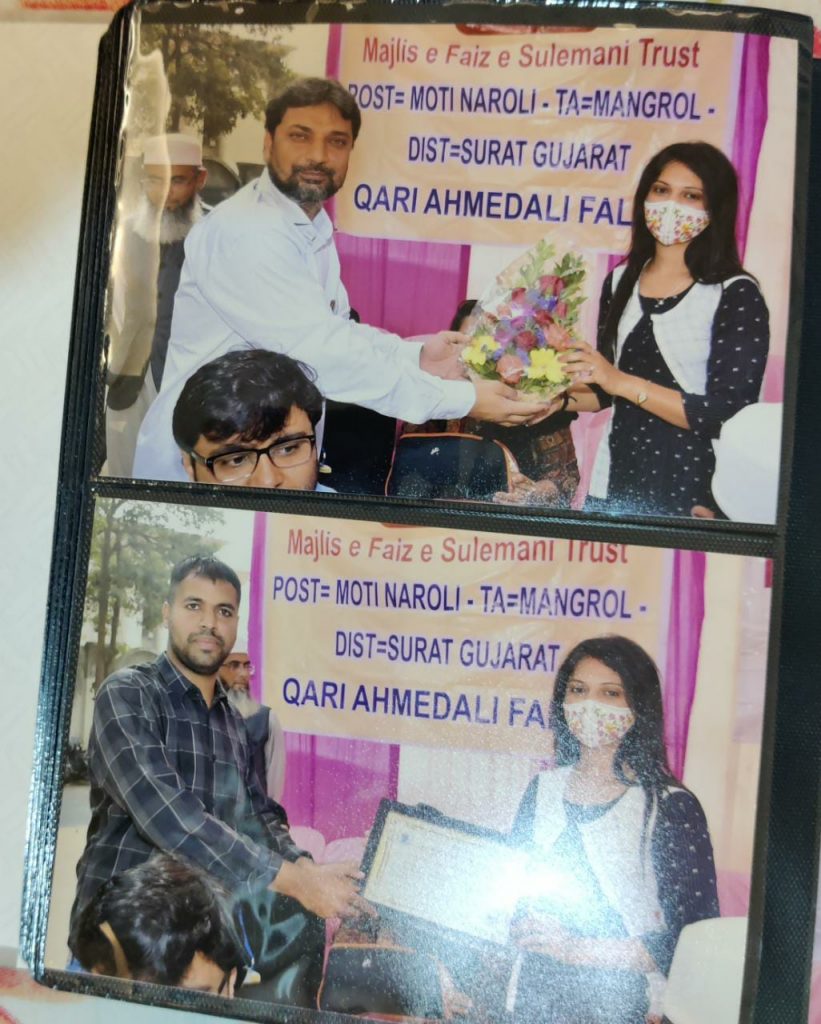 Majlis e Faiz e Sulemani Trust
POST= MOTI NAROLI - TA=MANGROL -
DIST=SURAT GUJARAT
QARI AHMEDALI FAL
Majlis e Faiz e Sulemani Trust
POST= MOTI NAROLI - TA=MANGROL -
DIST=SURAT GUJARAT
QARI AHMEDALI FA